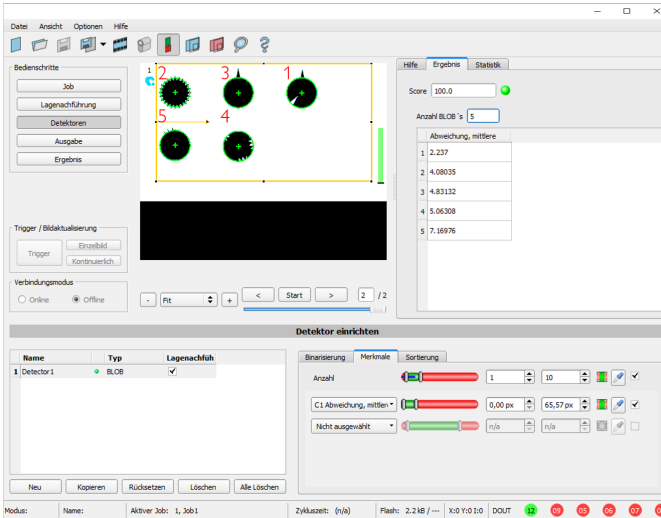 Datei Ansicht Optionen Hilfe
Bedienschritte
Job
Lagenachführung
Detektoren
Ausgabe
Ergebnis
Trigger / Bildaktualisierung
Trigger
Einzelbild
Kontinuierlich
Verbindungsmodus
Online Offline
1
2 3 1
5 4
- Fit + < Start > 2 / 2
Hilfe Ergebnis Statistik
Score 100.0
Anzahl BLOB´s 5
Abweichung, mittlere
1 2.237
2 4.08035
3 4.83132
4 5.06308
5 7.16976
Detektor einrichten
Name Typ Lagenachfüh
1 Detector1 BLOB
Neu Kopieren Rücksetzen Löschen Alle Löschen
Binarisierung Merkmale Sortierung
Anzahl 1 10
C1 Abweichung, mittlen 0,00 px 65,57 px
Nicht ausgewählt n/a n/a
Modus: Name: Aktiver Job: 1, Job1 Zykluszeit: (n/a) Flash: 2.2 kB / --- X:0 Y:0 I:0 DOUT 12 09 05 06 07